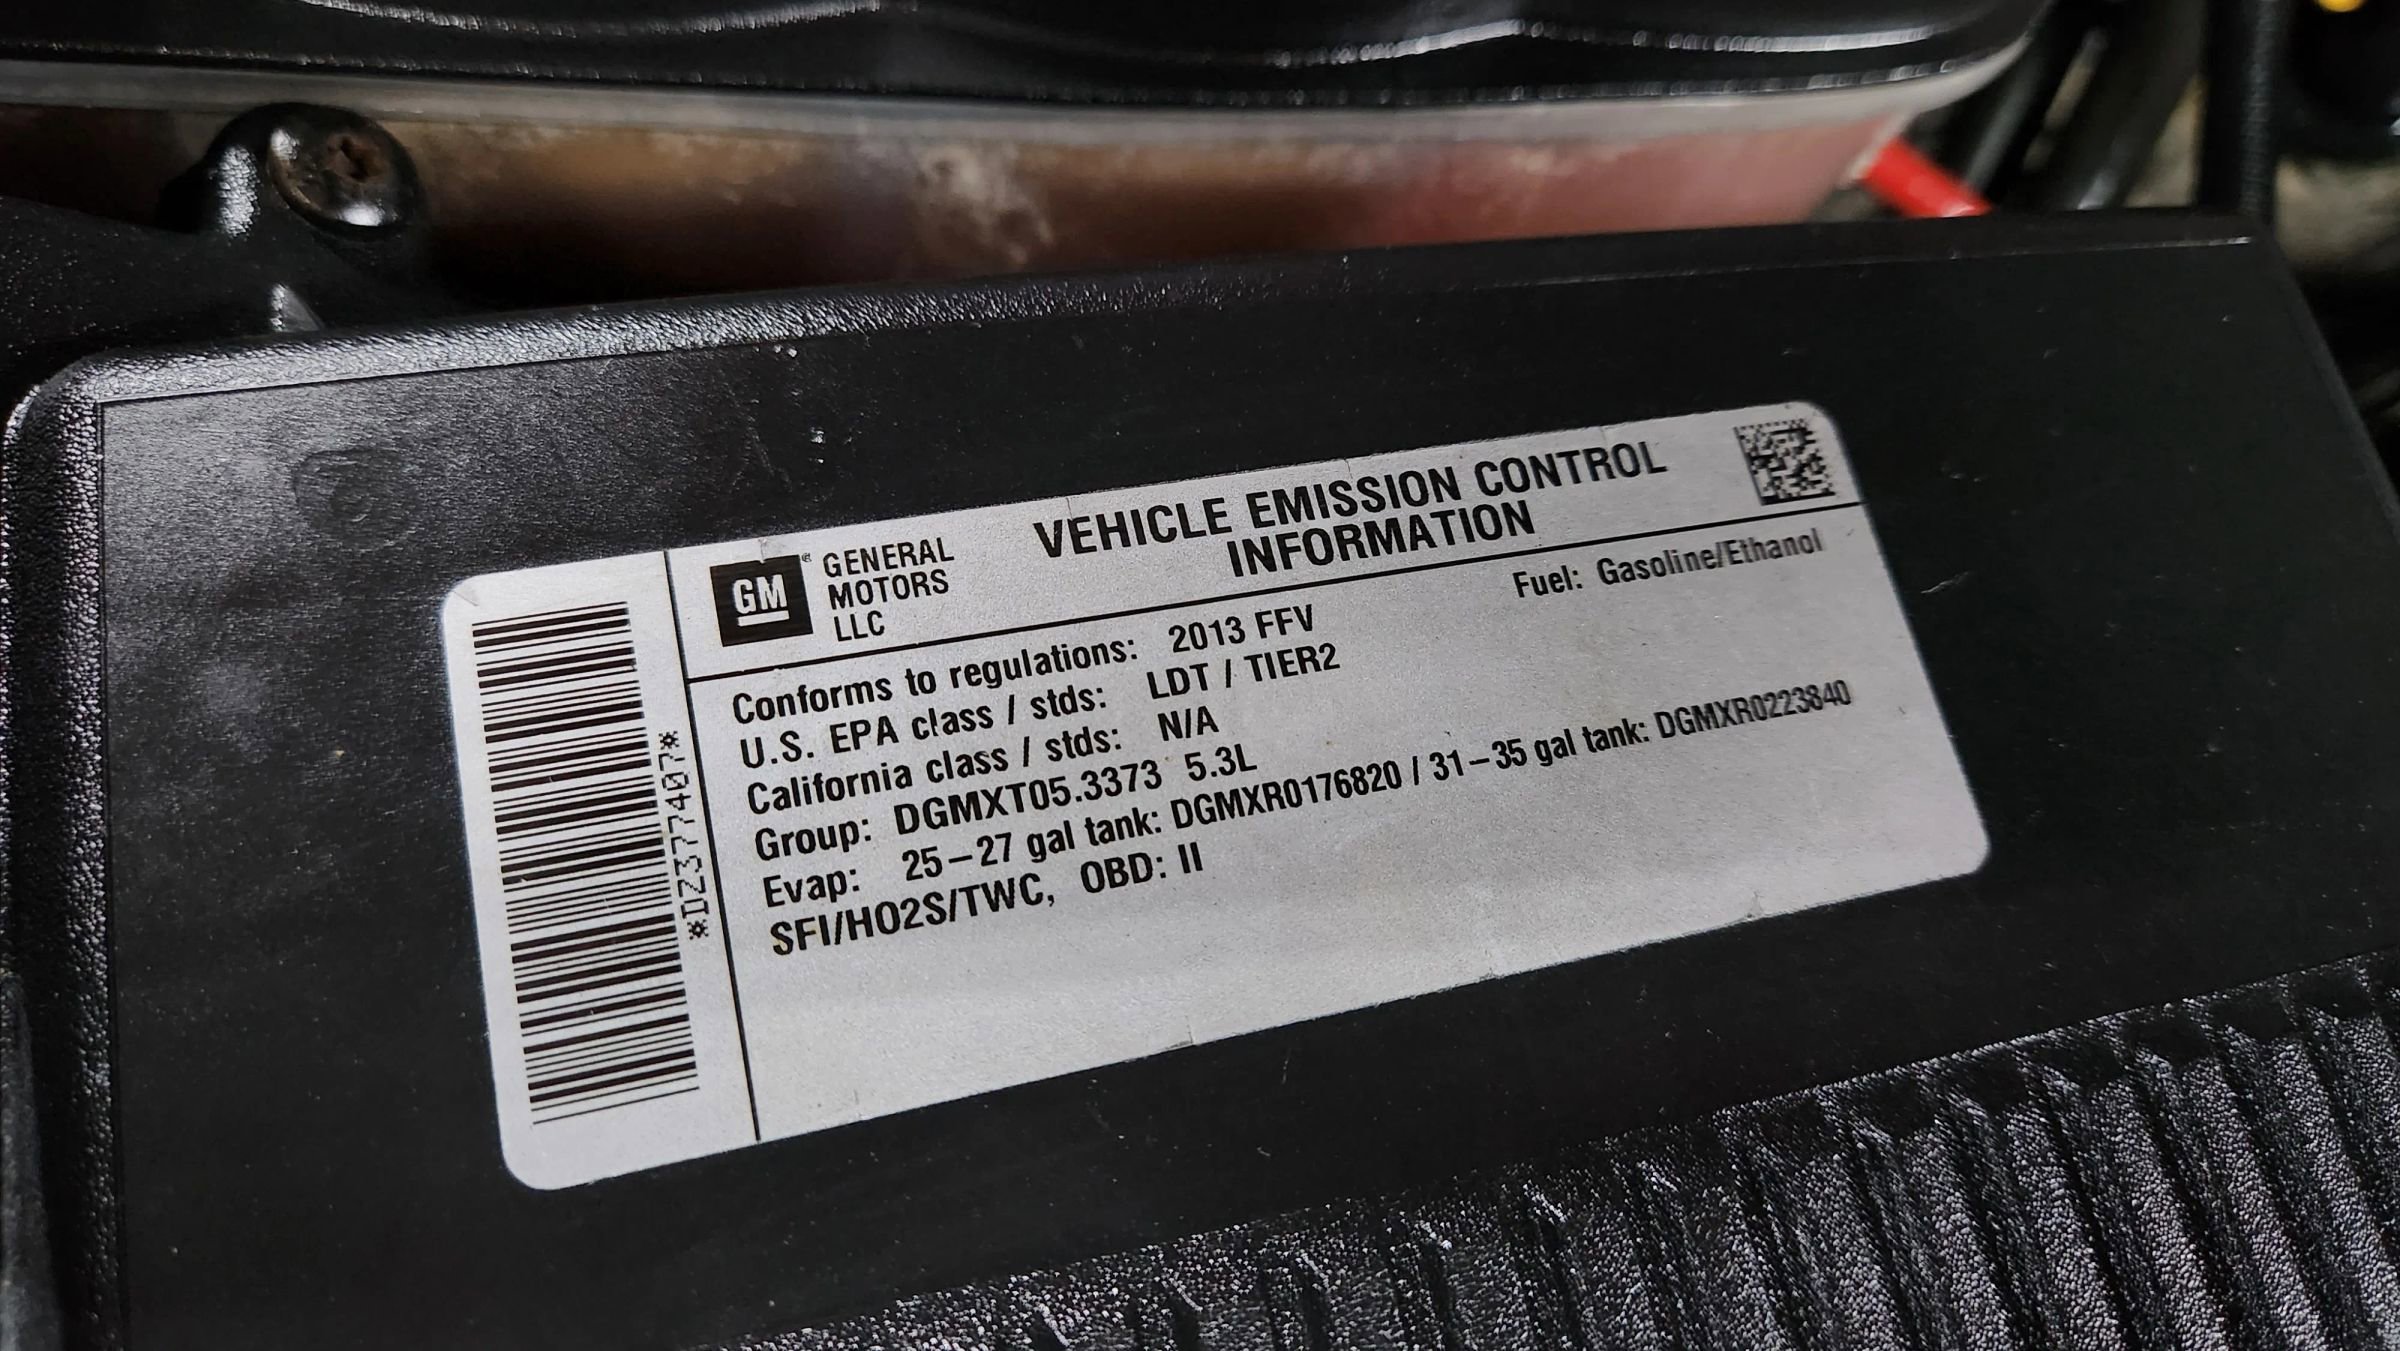 GM
GENERAL
MOTORS
LLC
VEHICLE EMISSION CONTROL
INFORMATION
Fuel: Gasoline/Ethanol
Conforms to regulations: 2013 FFV
U.S. EPA class / stds: LDT / TIER2
California class / stds: N/A
Group: DGMXT05.3373 5.3L
Evap: 25–27 gal tank: DGMXR0176820 / 31–35 gal tank: DGMXR0223840
SFI/HO2S/TWC, OBD: II
*DZ3777407*